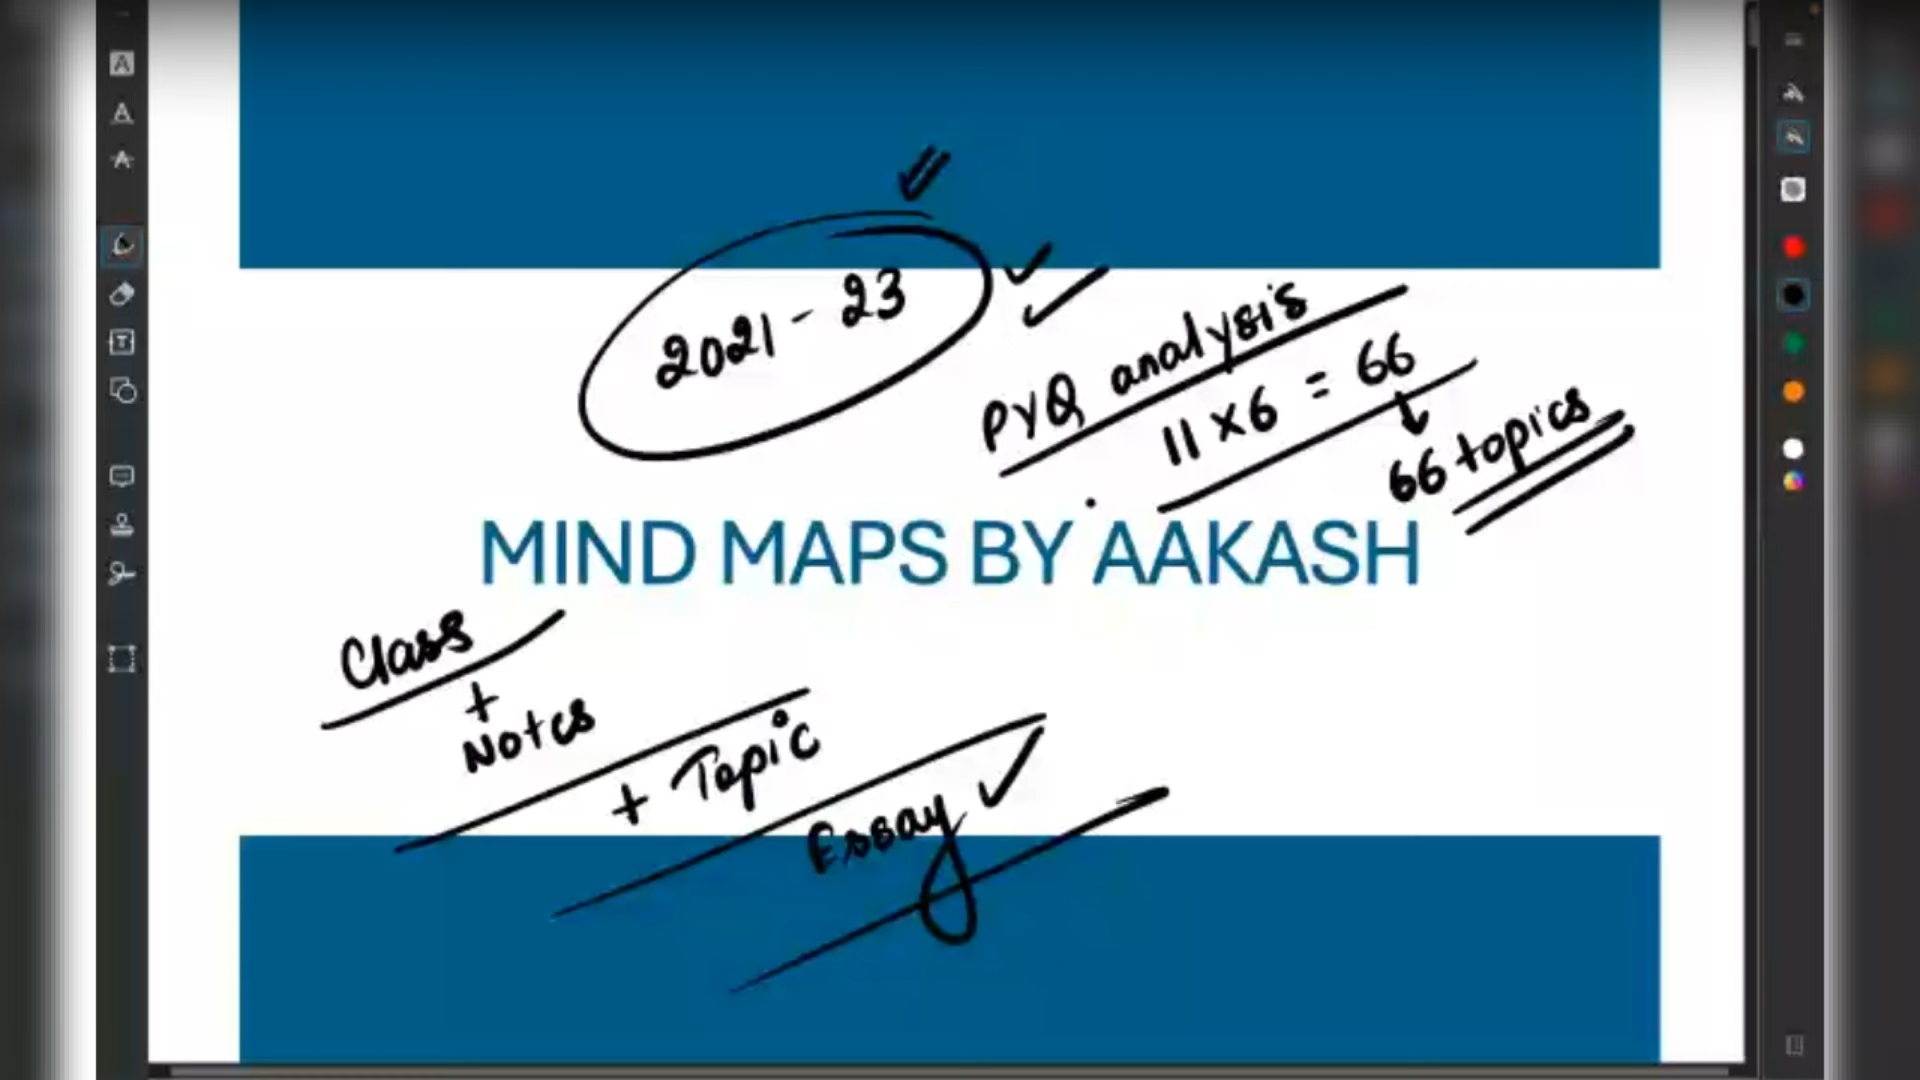 2021 - 23
PYQ analysis
11 x 6 = 66
66 topics
MIND MAPS BY AAKASH
Class
+
Notes
+ Topic
Essay